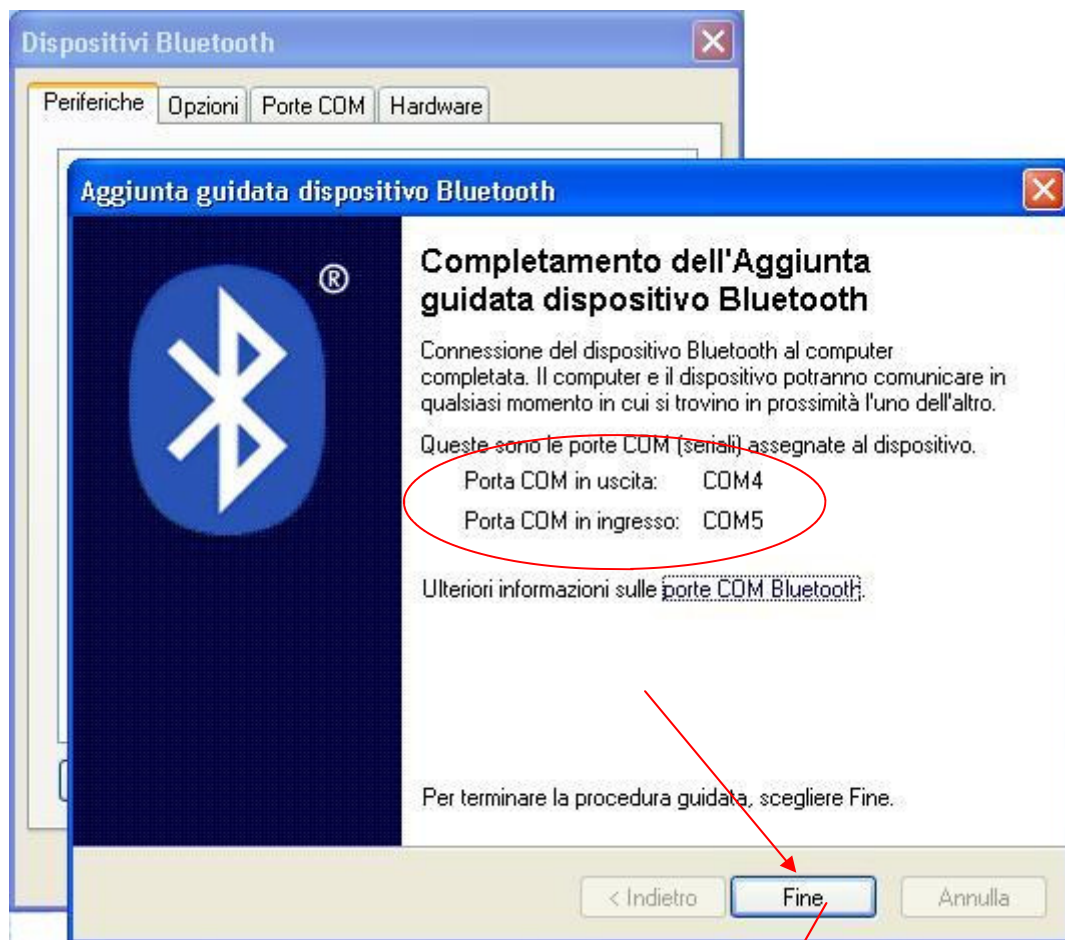 Dispositivi Bluetooth
Periferiche Opzioni Porte COM Hardware
Aggiunta guidata dispositivo Bluetooth
®
Completamento dell'Aggiunta
guidata dispositivo Bluetooth
Connessione del dispositivo Bluetooth al computer
completata. Il computer e il dispositivo potranno comunicare in
qualsiasi momento in cui si trovino in prossimità l'uno dell'altro.
Queste sono le porte COM (seriali) assegnate al dispositivo.
Porta COM in uscita: COM4
Porta COM in ingresso: COM5
Ulteriori informazioni sulle porte COM Bluetooth.
Per terminare la procedura guidata, scegliere Fine.
< Indietro Fine Annulla